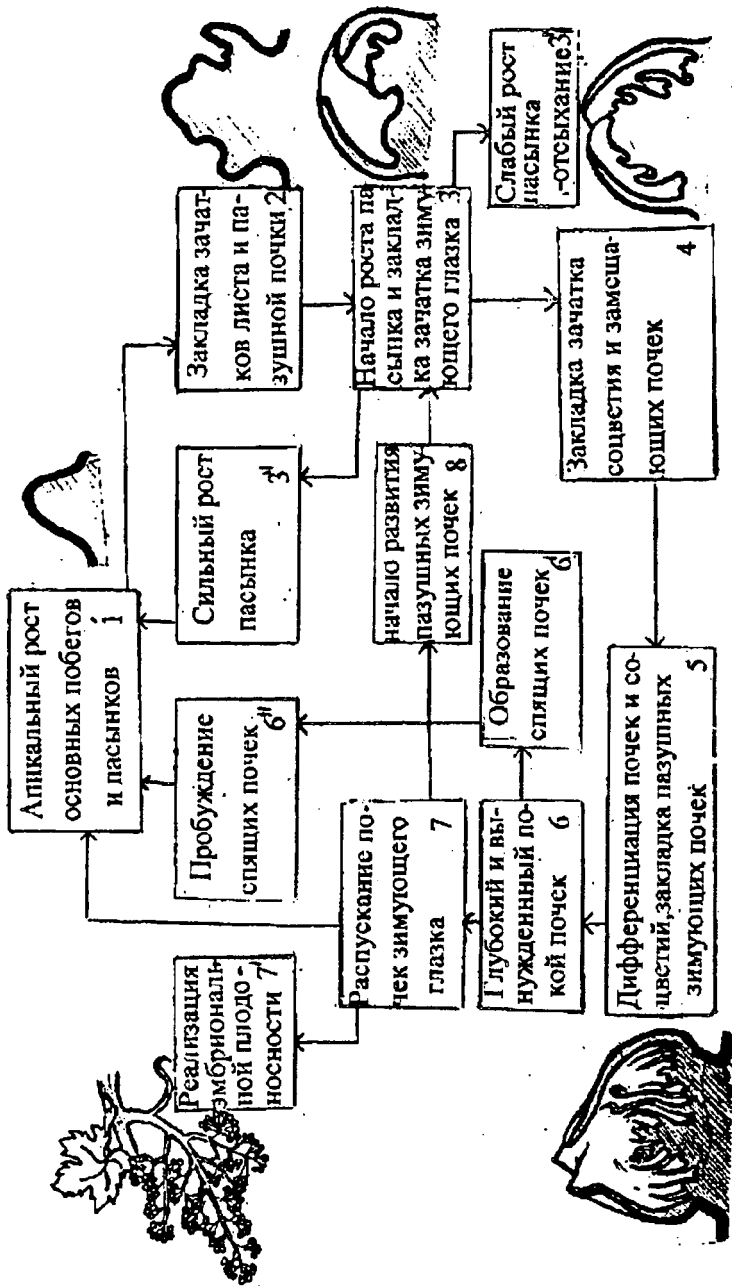 Апикальный рост
основных побегов
и пасынков 1
Закладка зачат-
ков листа и па-
зушной почки 2
Начало роста па
сынка и заклад-
ка зачатка зиму-
ющего глазка 3
Слабый рост
пасынка
,-отсыхание3'
Сильный рост
пасынка 3"
Закладка зачатка
соцветия и замещa-
ющих почек 4
Дифференциация почек и со-
цветий,закладка пазушных
зимующих почек 5
Глубокий и вы-
нужденнный по-
кой почек 6
Образование
спящих почек 6'
Пробуждение
спящих почек 6"
Распускание по-
чек зимующего
глазка 7
Реализация
эмбриональ-
ной плодо-
носности 7'
начало развития
пазушных зиму-
ющих почек 8